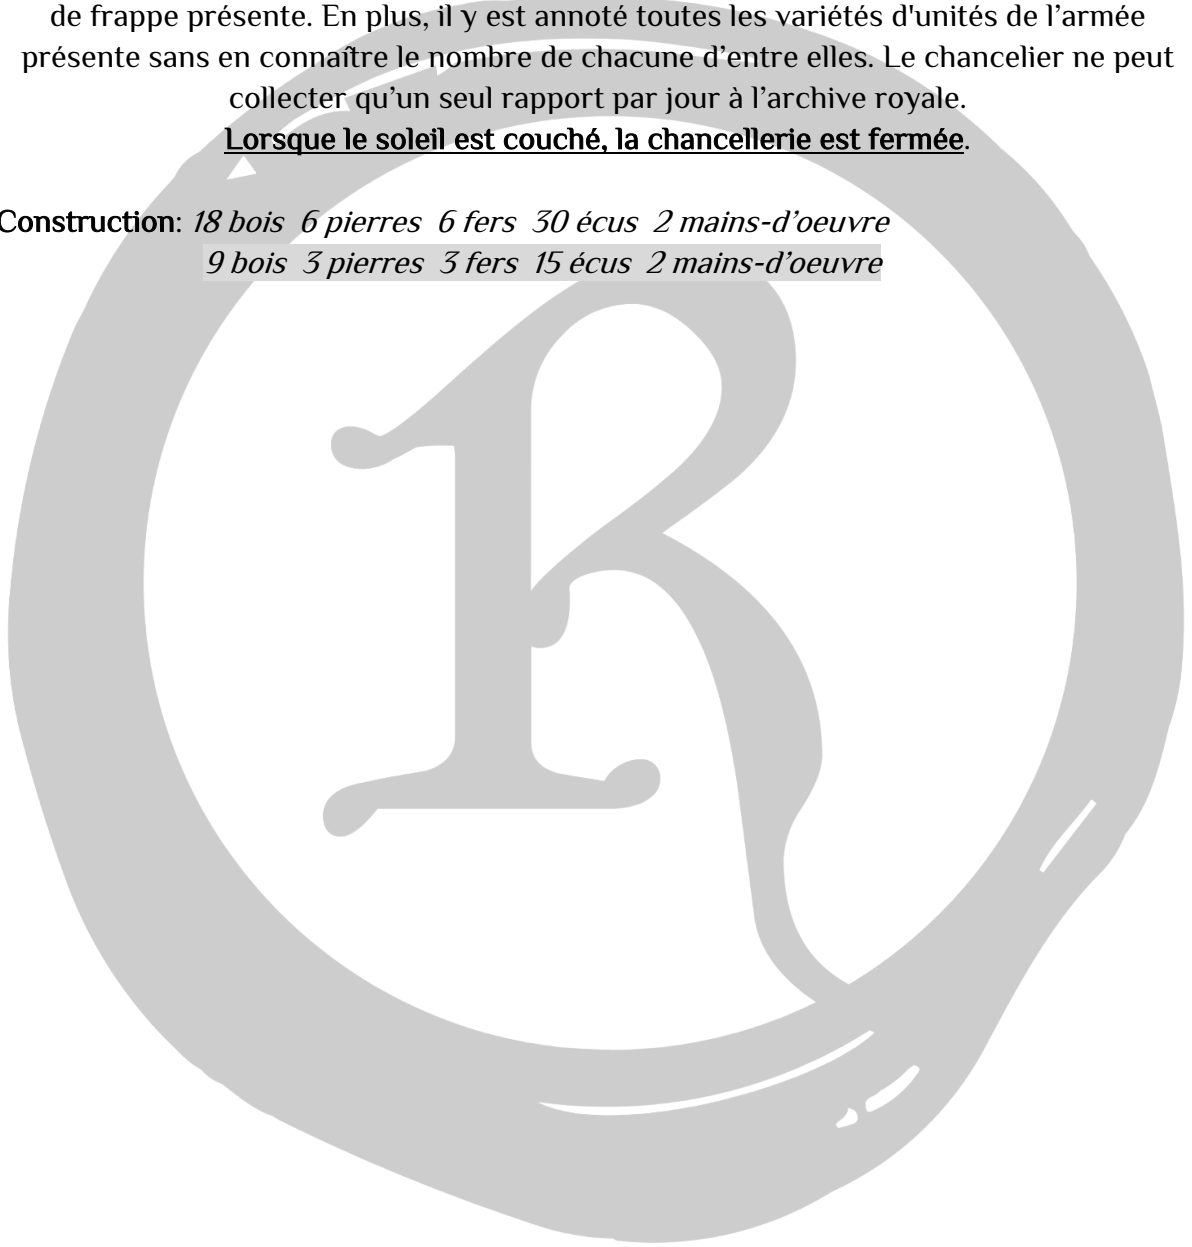 de frappe présente. En plus, il y est annoté toutes les variétés d'unités de l’armée
présente sans en connaître le nombre de chacune d’entre elles. Le chancelier ne peut
collecter qu’un seul rapport par jour à l’archive royale.
Lorsque le soleil est couché, la chancellerie est fermée.
Construction: 18 bois 6 pierres 6 fers 30 écus 2 mains-d’oeuvre
9 bois 3 pierres 3 fers 15 écus 2 mains-d’oeuvre
R